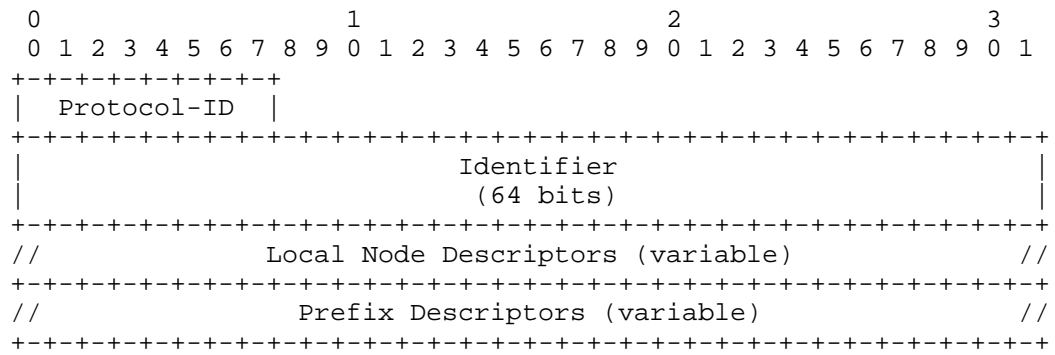 0                   1                   2                   3
 0 1 2 3 4 5 6 7 8 9 0 1 2 3 4 5 6 7 8 9 0 1 2 3 4 5 6 7 8 9 0 1
+-+-+-+-+-+-+-+-+
|  Protocol-ID  |
+-+-+-+-+-+-+-+-+-+-+-+-+-+-+-+-+-+-+-+-+-+-+-+-+-+-+-+-+-+-+-+-+
|                           Identifier                          |
|                            (64 bits)                          |
+-+-+-+-+-+-+-+-+-+-+-+-+-+-+-+-+-+-+-+-+-+-+-+-+-+-+-+-+-+-+-+-+
//              Local Node Descriptors (variable)              //
+-+-+-+-+-+-+-+-+-+-+-+-+-+-+-+-+-+-+-+-+-+-+-+-+-+-+-+-+-+-+-+-+
//                Prefix Descriptors (variable)                //
+-+-+-+-+-+-+-+-+-+-+-+-+-+-+-+-+-+-+-+-+-+-+-+-+-+-+-+-+-+-+-+-+